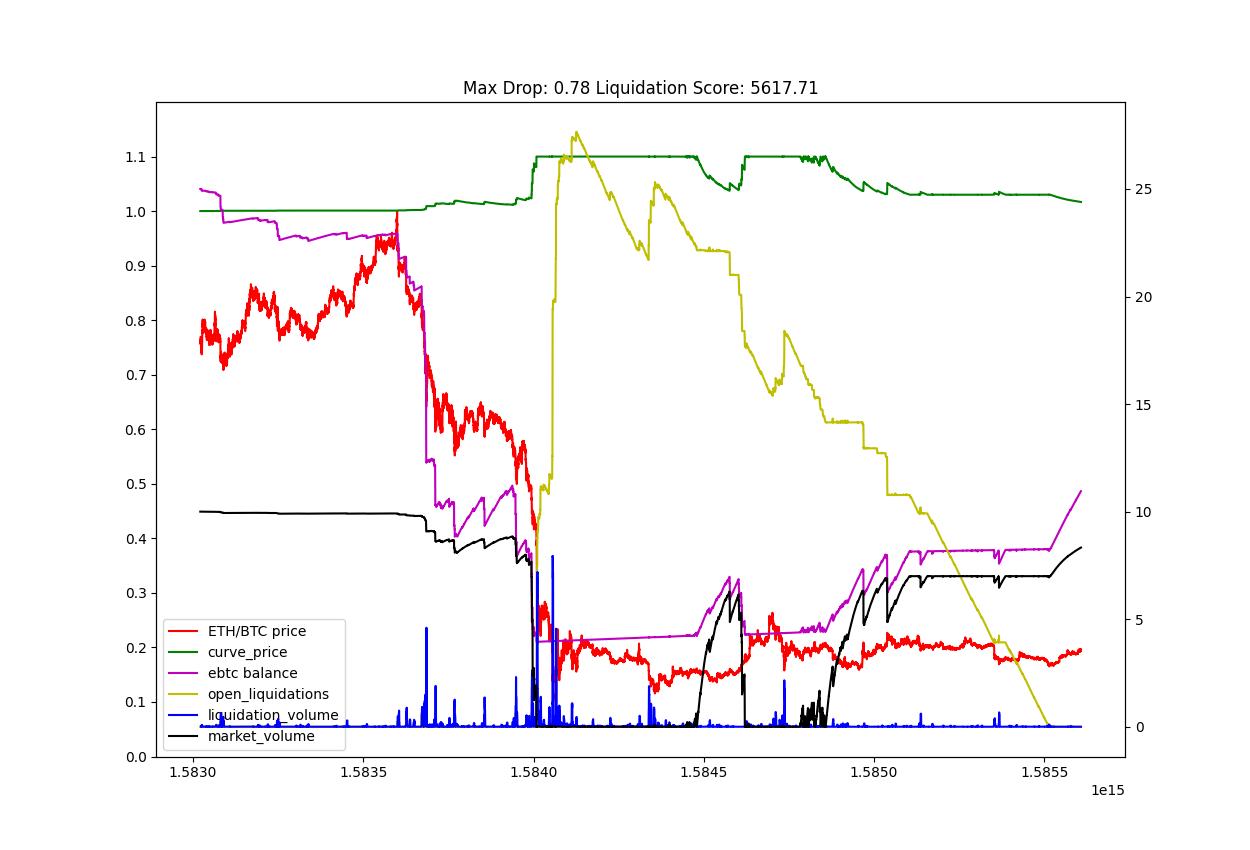 Max Drop: 0.78 Liquidation Score: 5617.71
1.1
1.0
0.9
0.8
0.7
0.6
0.5
0.4
0.3
0.2
0.1
0.0
25
20
15
10
5
0
ETH/BTC price
curve_price
ebtc balance
open_liquidations
liquidation_volume
market_volume
1.5830 1.5835 1.5840 1.5845 1.5850 1.5855
1e15